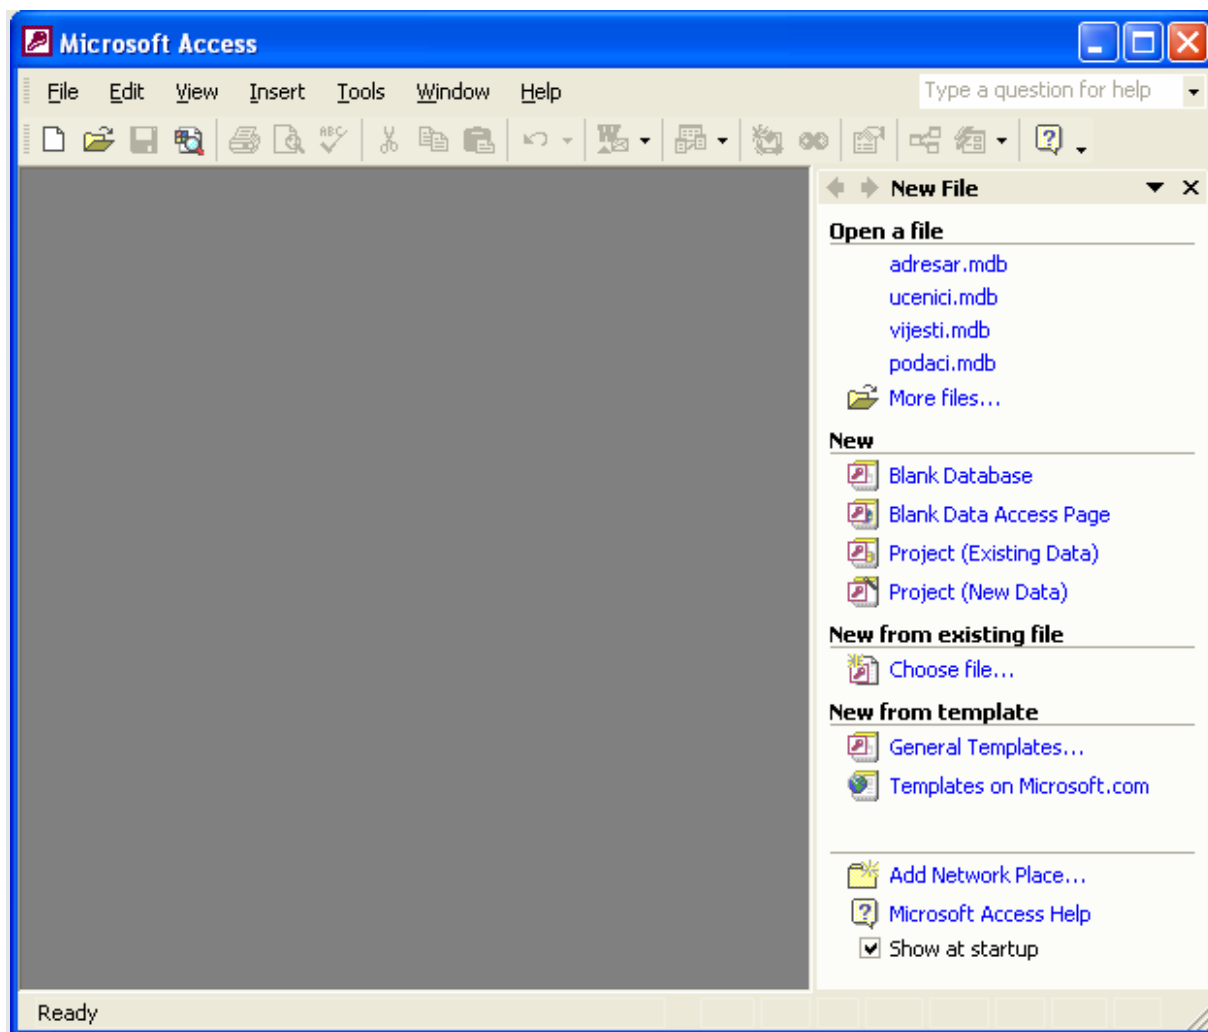 Microsoft Access
File Edit View Insert Tools Window Help Type a question for help
ABC
W
New File
Open a file
adresar.mdb
ucenici.mdb
vijesti.mdb
podaci.mdb
More files...
New
Blank Database
Blank Data Access Page
Project (Existing Data)
Project (New Data)
New from existing file
Choose file...
New from template
General Templates...
Templates on Microsoft.com
Add Network Place...
Microsoft Access Help
Show at startup
Ready